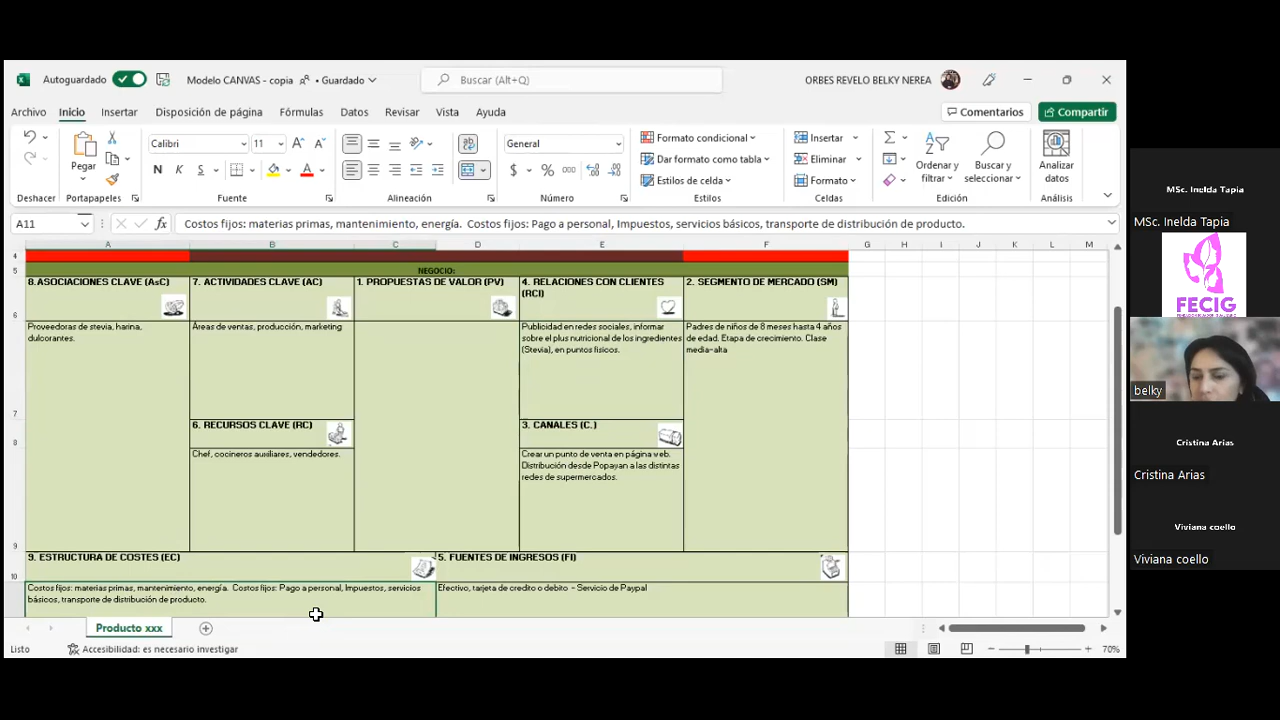 Autoguardado
Modelo CANVAS - copia
• Guardado
Buscar (Alt+Q)
ORBES REVELO BELKY NEREA
Archivo
Inicio
Insertar
Disposición de página
Fórmulas
Datos
Revisar
Vista
Ayuda
Comentarios
Compartir
Pegar
Calibri
11
N
K
S
General
$
%
000
Formato condicional
Dar formato como tabla
Estilos de celda
Insertar
Eliminar
Formato
Ordenar y
filtrar
Buscar y
seleccionar
Analizar
datos
Deshacer
Portapapeles
Fuente
Alineación
Número
Estilos
Celdas
Edición
Análisis
A11
fx
Costos fijos: materias primas, mantenimiento, energía. Costos fijos: Pago a personal, Impuestos, servicios básicos, transporte de distribución de producto.
A
B
C
D
E
F
G
H
I
J
K
L
M
4
5
NEGOCIO:
8.ASOCIACIONES CLAVE (AsC)
7. ACTIVIDADES CLAVE (AC)
1. PROPUESTAS DE VALOR (PV)
4. RELACIONES CON CLIENTES
(RCI)
2. SEGMENTO DE MERCADO (SM)
6
Proveedoras de stevia, harina,
dulcorantes.
Áreas de ventas, producción, marketing
Publicidad en redes sociales, informar
sobre el plus nutricional de los ingredientes
(Stevia), en puntos físicos.
Padres de niños de 8 meses hasta 4 años
de edad. Etapa de crecimiento. Clase
media-alta
7
6. RECURSOS CLAVE (RC)
3. CANALES (C.)
8
Chef, cocineros auxiliares, vendedores.
Crear un punto de venta en página web.
Distribución desde Popayan a las distintas
redes de supermercados.
9
9. ESTRUCTURA DE COSTES (EC)
5. FUENTES DE INGRESOS (FI)
10
Costos fijos: materias primas, mantenimiento, energía. Costos fijos: Pago a personal, Impuestos, servicios
básicos, transporte de distribución de producto.
Efectivo, tarjeta de credito o debito - Servicio de Paypal
Producto xxx
Listo
Accesibilidad: es necesario investigar
70%
MSc. Inelda Tapia
MSc. Inelda Tapia
FECIG
belky
Cristina Arias
Cristina Arias
Viviana coello
Viviana coello